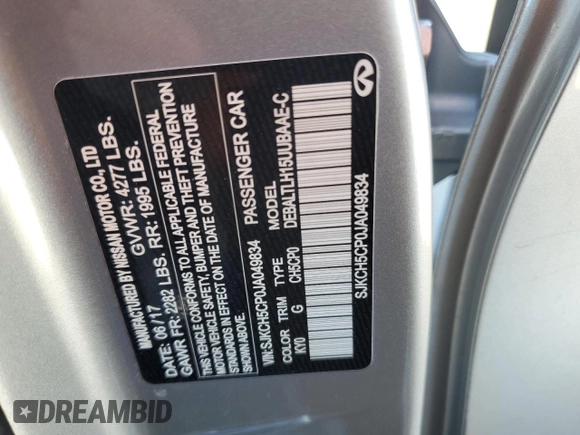 MANUFACTURED BY NISSAN MOTOR CO., LTD
DATE: 06/17 GVWR: 4277 LBS.
GAWR FR: 2282 LBS. RR: 1995 LBS.
THIS VEHICLE CONFORMS TO ALL APPLICABLE FEDERAL
MOTOR VEHICLE SAFETY, BUMPER AND THEFT PREVENTION
STANDARDS IN EFFECT ON THE DATE OF MANUFACTURE
SHOWN ABOVE.
VIN:SJKCH5CP0JA049834 PASSENGER CAR
COLOR TRIM TYPE MODEL
KY0 G CH5CP0 DEBALTLH15UUBAAE-C
SJKCH5CP0JA049834
DREAMBID